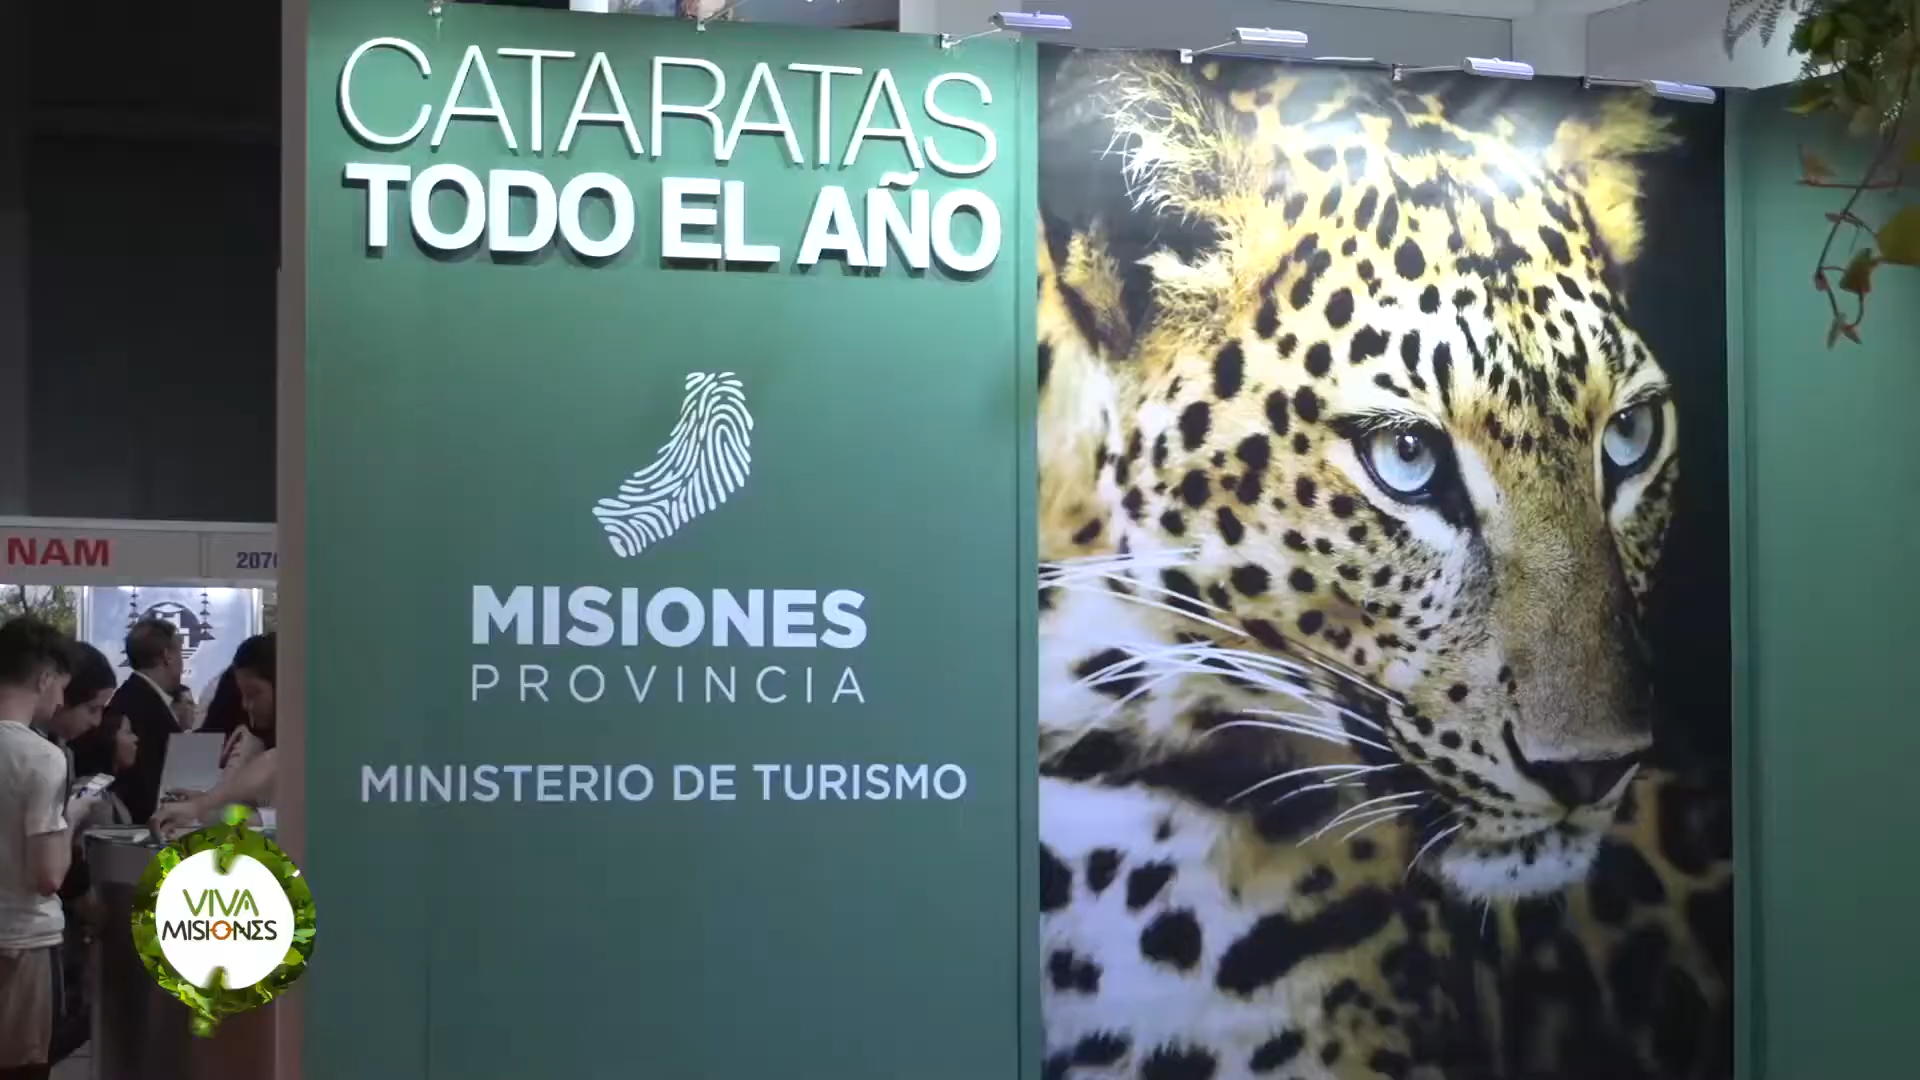 CATARATAS
TODO EL AÑO
MISIONES
PROVINCIA
MINISTERIO DE TURISMO
NAM
VIVA
MISIONES